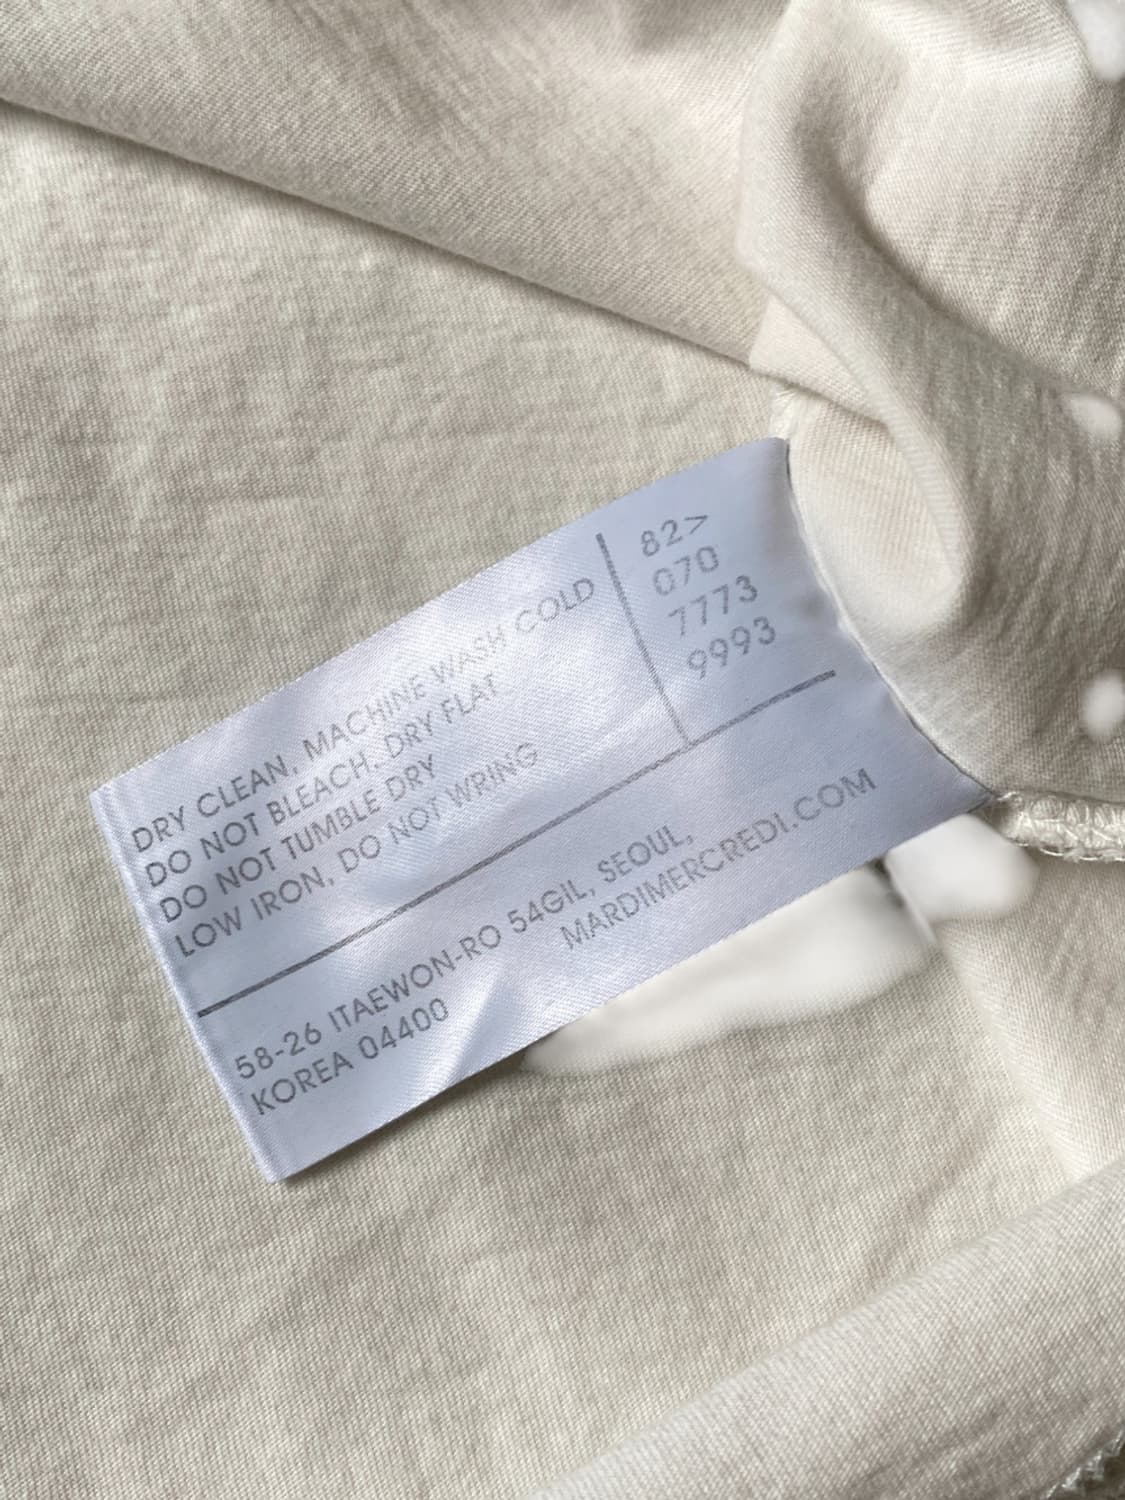 DRY CLEAN, MACHINE WASH COLD
DO NOT BLEACH, DRY FLAT
DO NOT TUMBLE DRY
LOW IRON, DO NOT WRING
82>
070
7773
9993
58-26 ITAEWON-RO 54GIL, SEOUL,
KOREA 04400
MARDIMERCREDI.COM